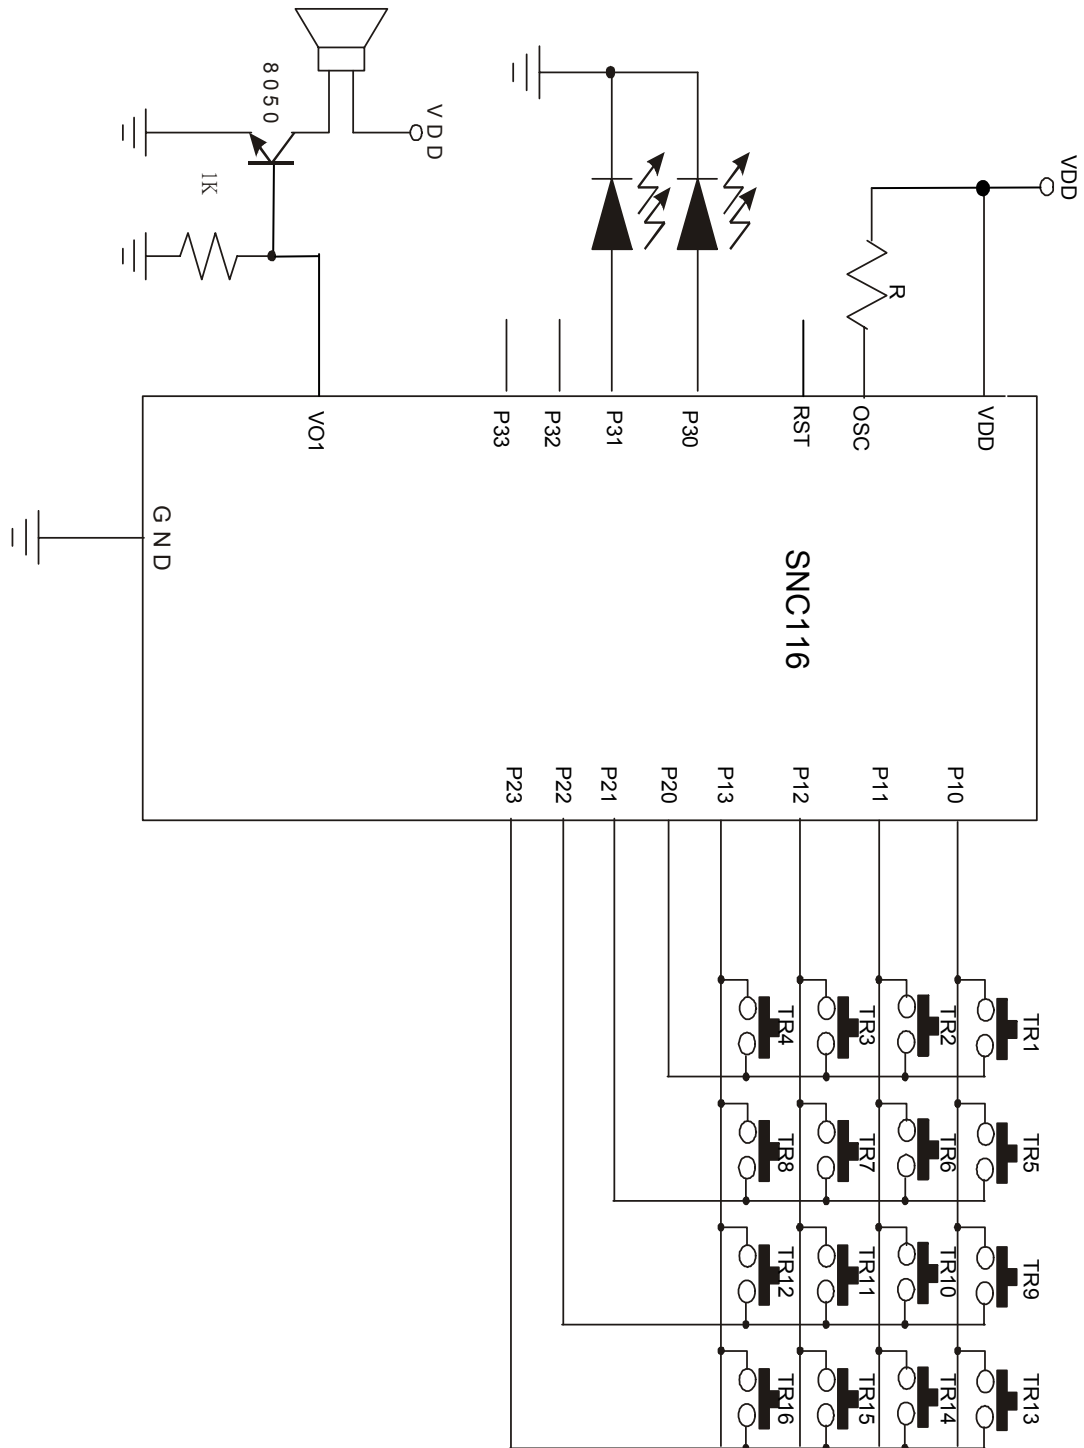 VDD
VDD
8050
1K
R
VDD
OSC
RST
P30
P31
P32
P33
VO1
GND
SNC116
P10
P11
P12
P13
P20
P21
P22
P23
TR1
TR2
TR3
TR4
TR5
TR6
TR7
TR8
TR9
TR10
TR11
TR12
TR13
TR14
TR15
TR16